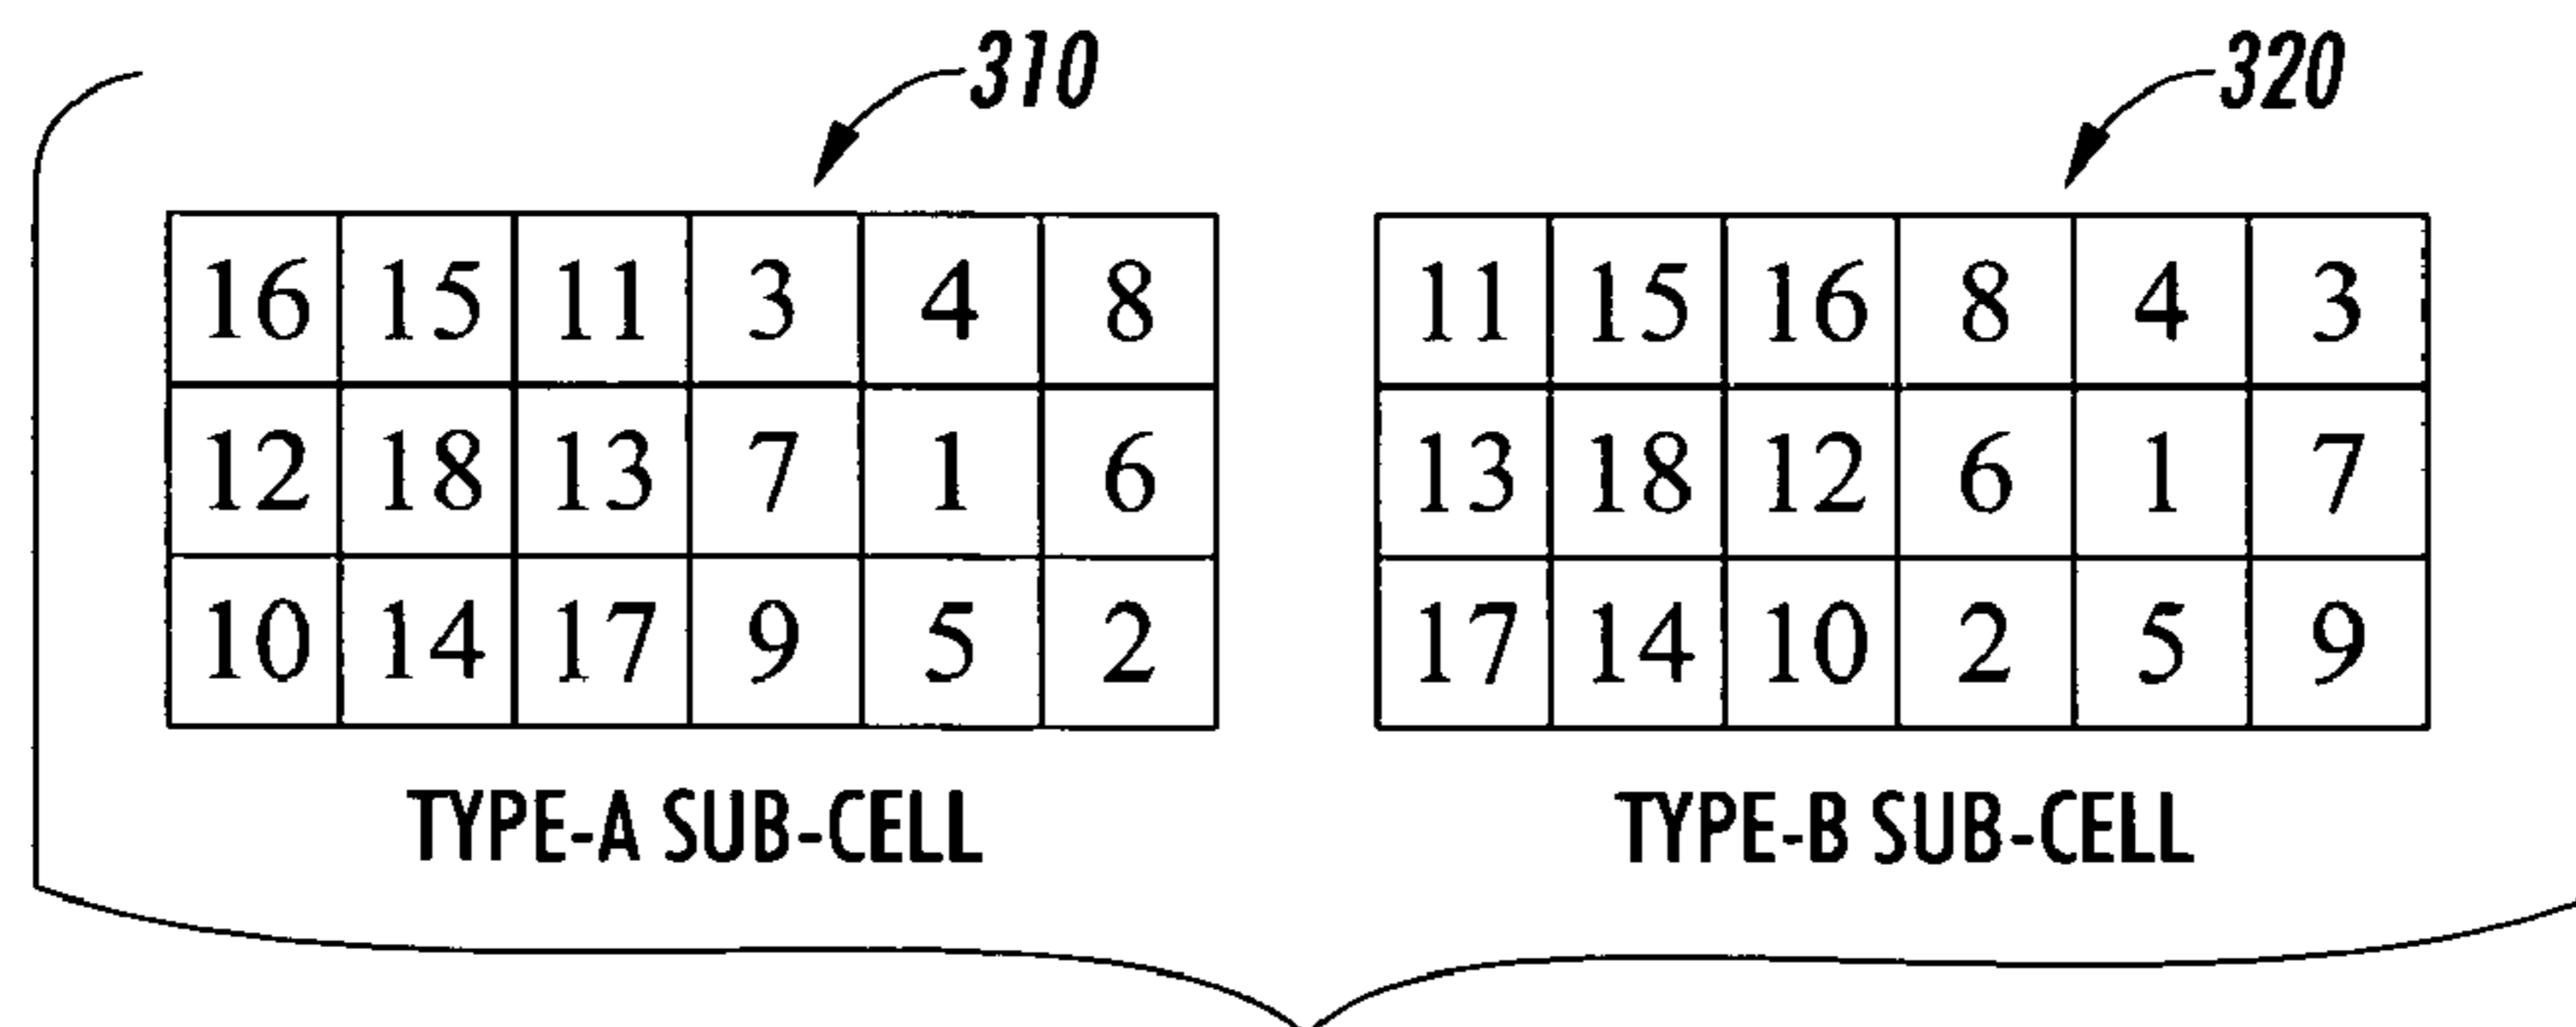 310 320
16 15 11 3 4 8 11 15 16 8 4 3
12 18 13 7 1 6 13 18 12 6 1 7
10 14 17 9 5 2 17 14 10 2 5 9
TYPE-A SUB-CELL TYPE-B SUB-CELL